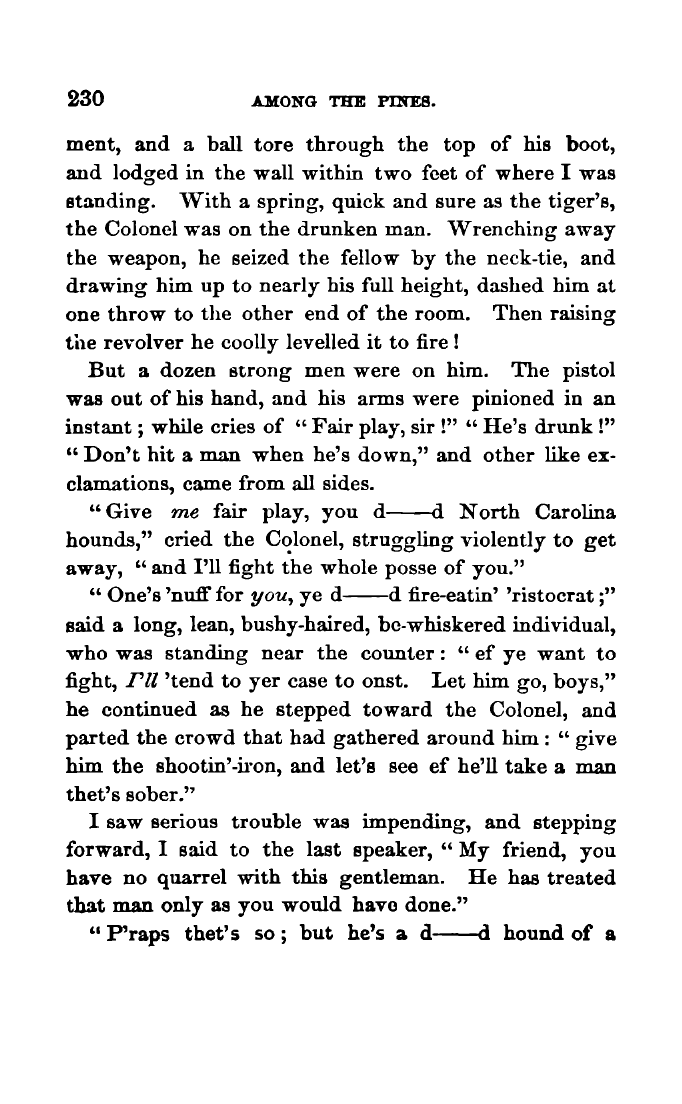 230 AMONG THE PINES.
ment, and a ball tore through the top of his boot,
and lodged in the wall within two feet of where I was
standing. With a spring, quick and sure as the tiger's,
the Colonel was on the drunken man. Wrenching away
the weapon, he seized the fellow by the neck-tie, and
drawing him up to nearly his full height, dashed him at
one throw to the other end of the room. Then raising
the revolver he coolly levelled it to fire!
But a dozen strong men were on him. The pistol
was out of his hand, and his arms were pinioned in an
instant; while cries of "Fair play, sir!" "He's drunk!"
"Don't hit a man when he's down," and other like ex-
clamations, came from all sides.
"Give me fair play, you d——d North Carolina
hounds," cried the Colonel, struggling violently to get
away, "and I'll fight the whole posse of you."
"One's 'nuff for you, ye d——d fire-eatin' 'ristocrat;"
said a long, lean, bushy-haired, be-whiskered individual,
who was standing near the counter: "ef ye want to
fight, I'll 'tend to yer case to onst. Let him go, boys,"
he continued as he stepped toward the Colonel, and
parted the crowd that had gathered around him: "give
him the shootin'-iron, and let's see ef he'll take a man
thet's sober."
I saw serious trouble was impending, and stepping
forward, I said to the last speaker, "My friend, you
have no quarrel with this gentleman. He has treated
that man only as you would have done."
"P'raps thet's so; but he's a d——d hound of a